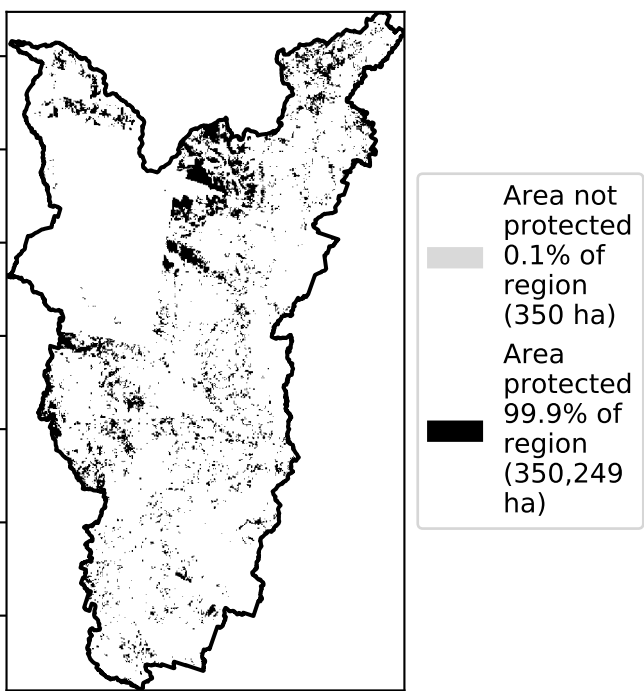 Area not
protected
0.1% of
region
(350 ha)
Area
protected
99.9% of
region
(350,249
ha)